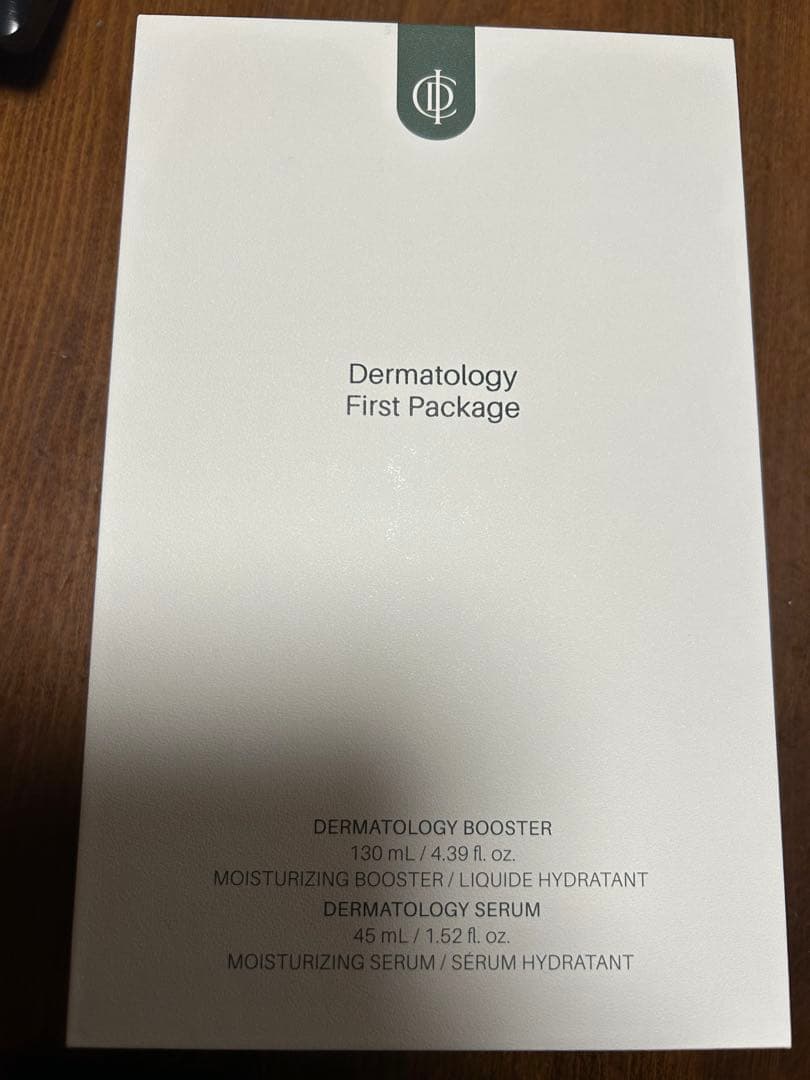 Dermatology
First Package
DERMATOLOGY BOOSTER
130 mL / 4.39 fl. oz.
MOISTURIZING BOOSTER / LIQUIDE HYDRATANT
DERMATOLOGY SERUM
45 mL / 1.52 fl. oz.
MOISTURIZING SERUM / SÉRUM HYDRATANT